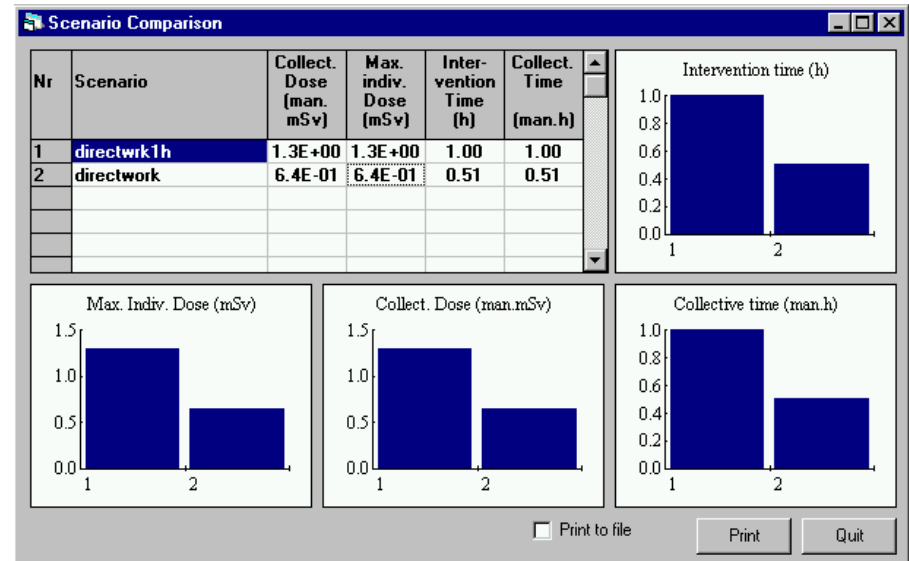 Scenario Comparison
Nr Scenario Collect. Dose (man. mSv) Max. indiv. Dose (mSv) Inter- vention Time (h) Collect. Time (man.h)
1 directwrk1h 1.3E+00 1.3E+00 1.00 1.00
2 directwork 6.4E-01 6.4E-01 0.51 0.51
Intervention time (h)
1.0
0.8
0.6
0.4
0.2
0.0
1 2
Max. Indiv. Dose (mSv)
1.5
1.0
0.5
0.0
1 2
Collect. Dose (man.mSv)
1.5
1.0
0.5
0.0
1 2
Collective time (man.h)
1.0
0.8
0.6
0.4
0.2
0.0
1 2
Print to file
Print
Quit